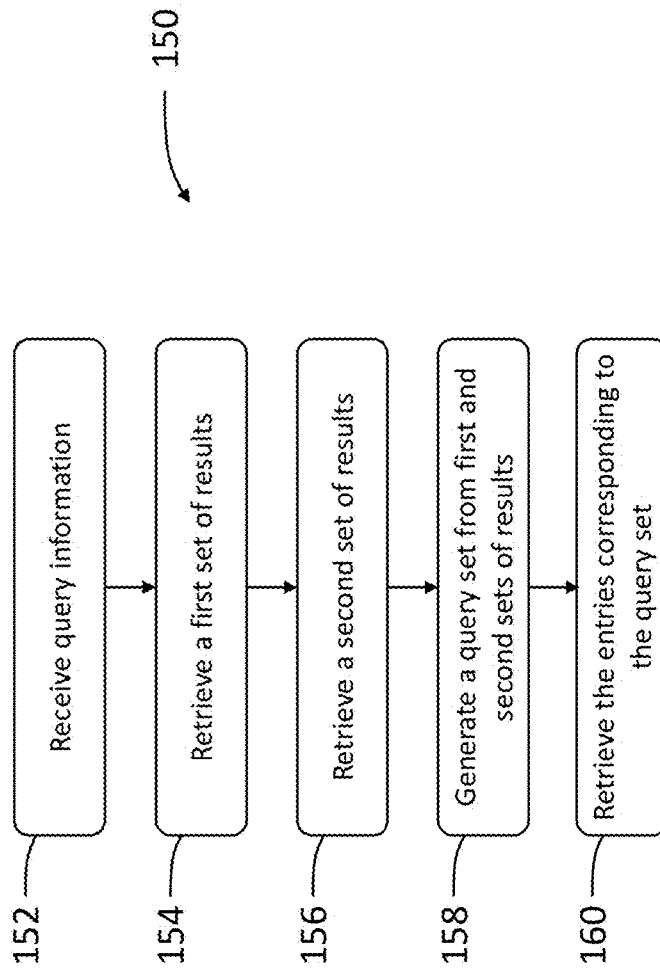 150
152
Receive query information
154
Retrieve a first set of results
156
Retrieve a second set of results
158
Generate a query set from first and
second sets of results
160
Retrieve the entries corresponding to
the query set